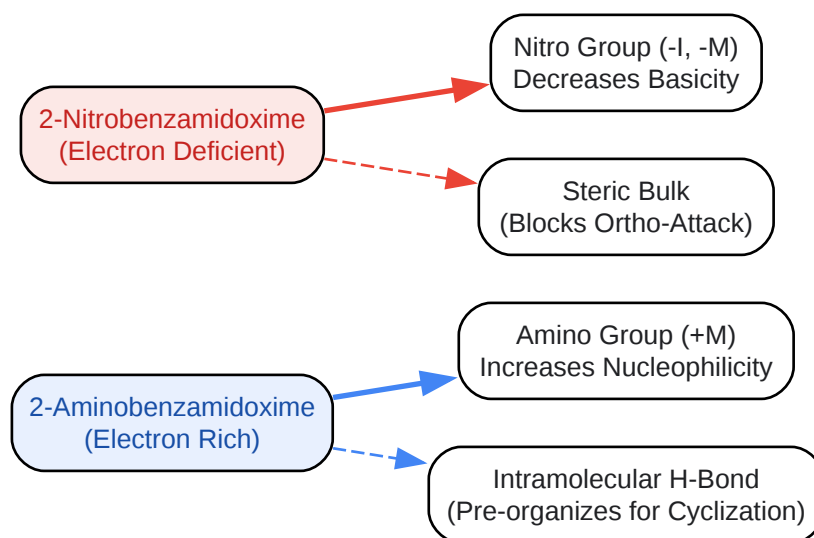 Nitro Group (-I, -M)
Decreases Basicity
2-Nitrobenzamidoxime
(Electron Deficient)
Steric Bulk
(Blocks Ortho-Attack)
Amino Group (+M)
Increases Nucleophilicity
2-Aminobenzamidoxime
(Electron Rich)
Intramolecular H-Bond
(Pre-organizes for Cyclization)